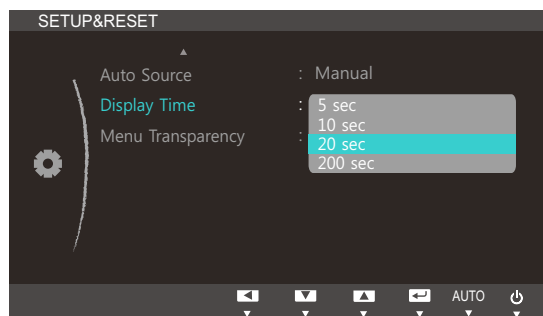 SETUP&RESET
Auto Source : Manual
Display Time : 5 sec
10 sec
Menu Transparency : 20 sec
200 sec
AUTO